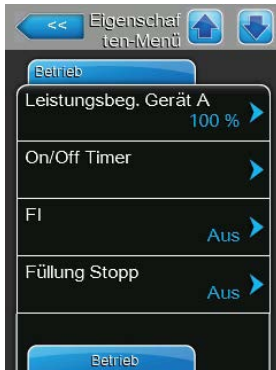 <<
Eigenschaf
ten-Menü
Betrieb
Leistungsbeg. Gerät A
100 %
On/Off Timer
FI
Aus
Füllung Stopp
Aus
Betrieb